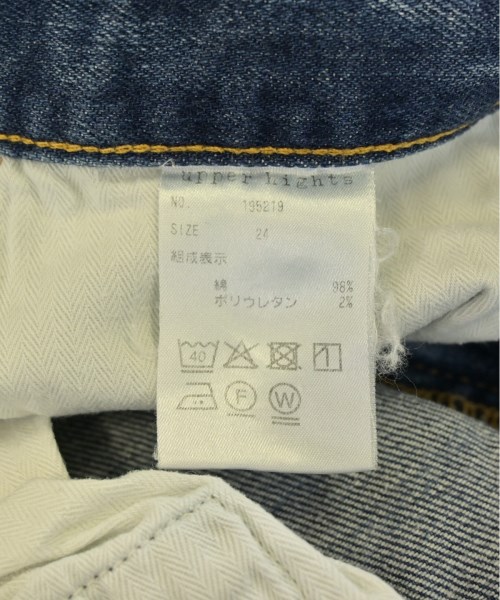 upper hights
NO. 195219
SIZE 24
組成表示
綿 98%
ポリウレタン 2%
40
F W